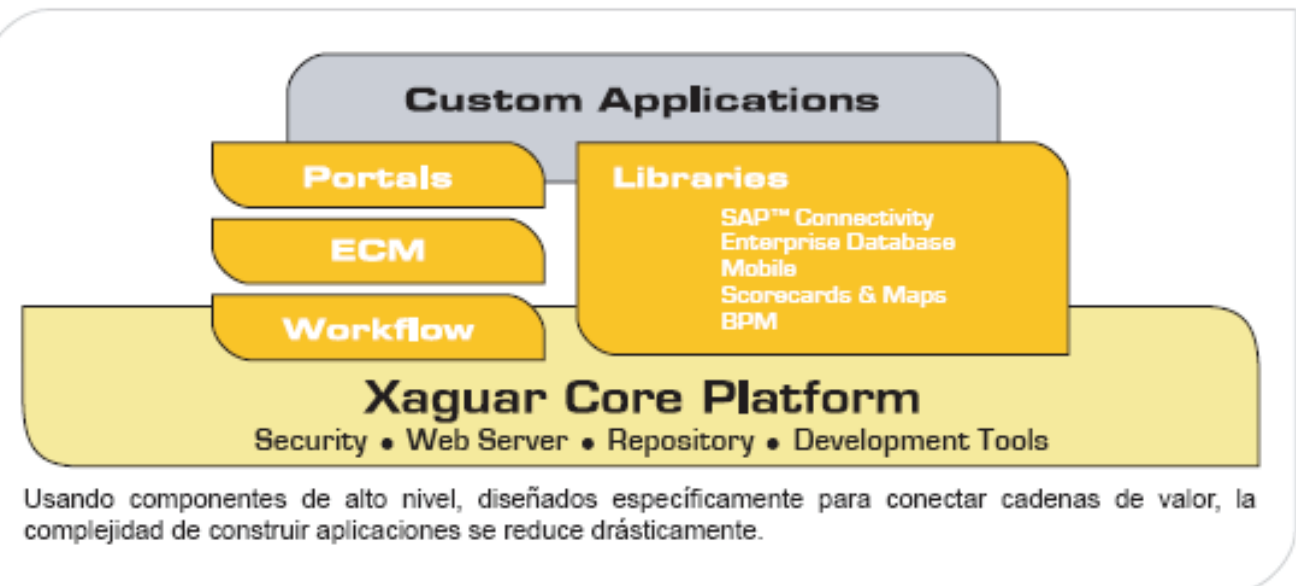 Custom Applications
Portals
ECM
Workflow
Libraries
SAP™ Connectivity
Enterprise Database
Mobile
Scorecards & Maps
BPM
Xaguar Core Platform
Security • Web Server • Repository • Development Tools
Usando componentes de alto nivel, diseñados específicamente para conectar cadenas de valor, la
complejidad de construir aplicaciones se reduce drásticamente.